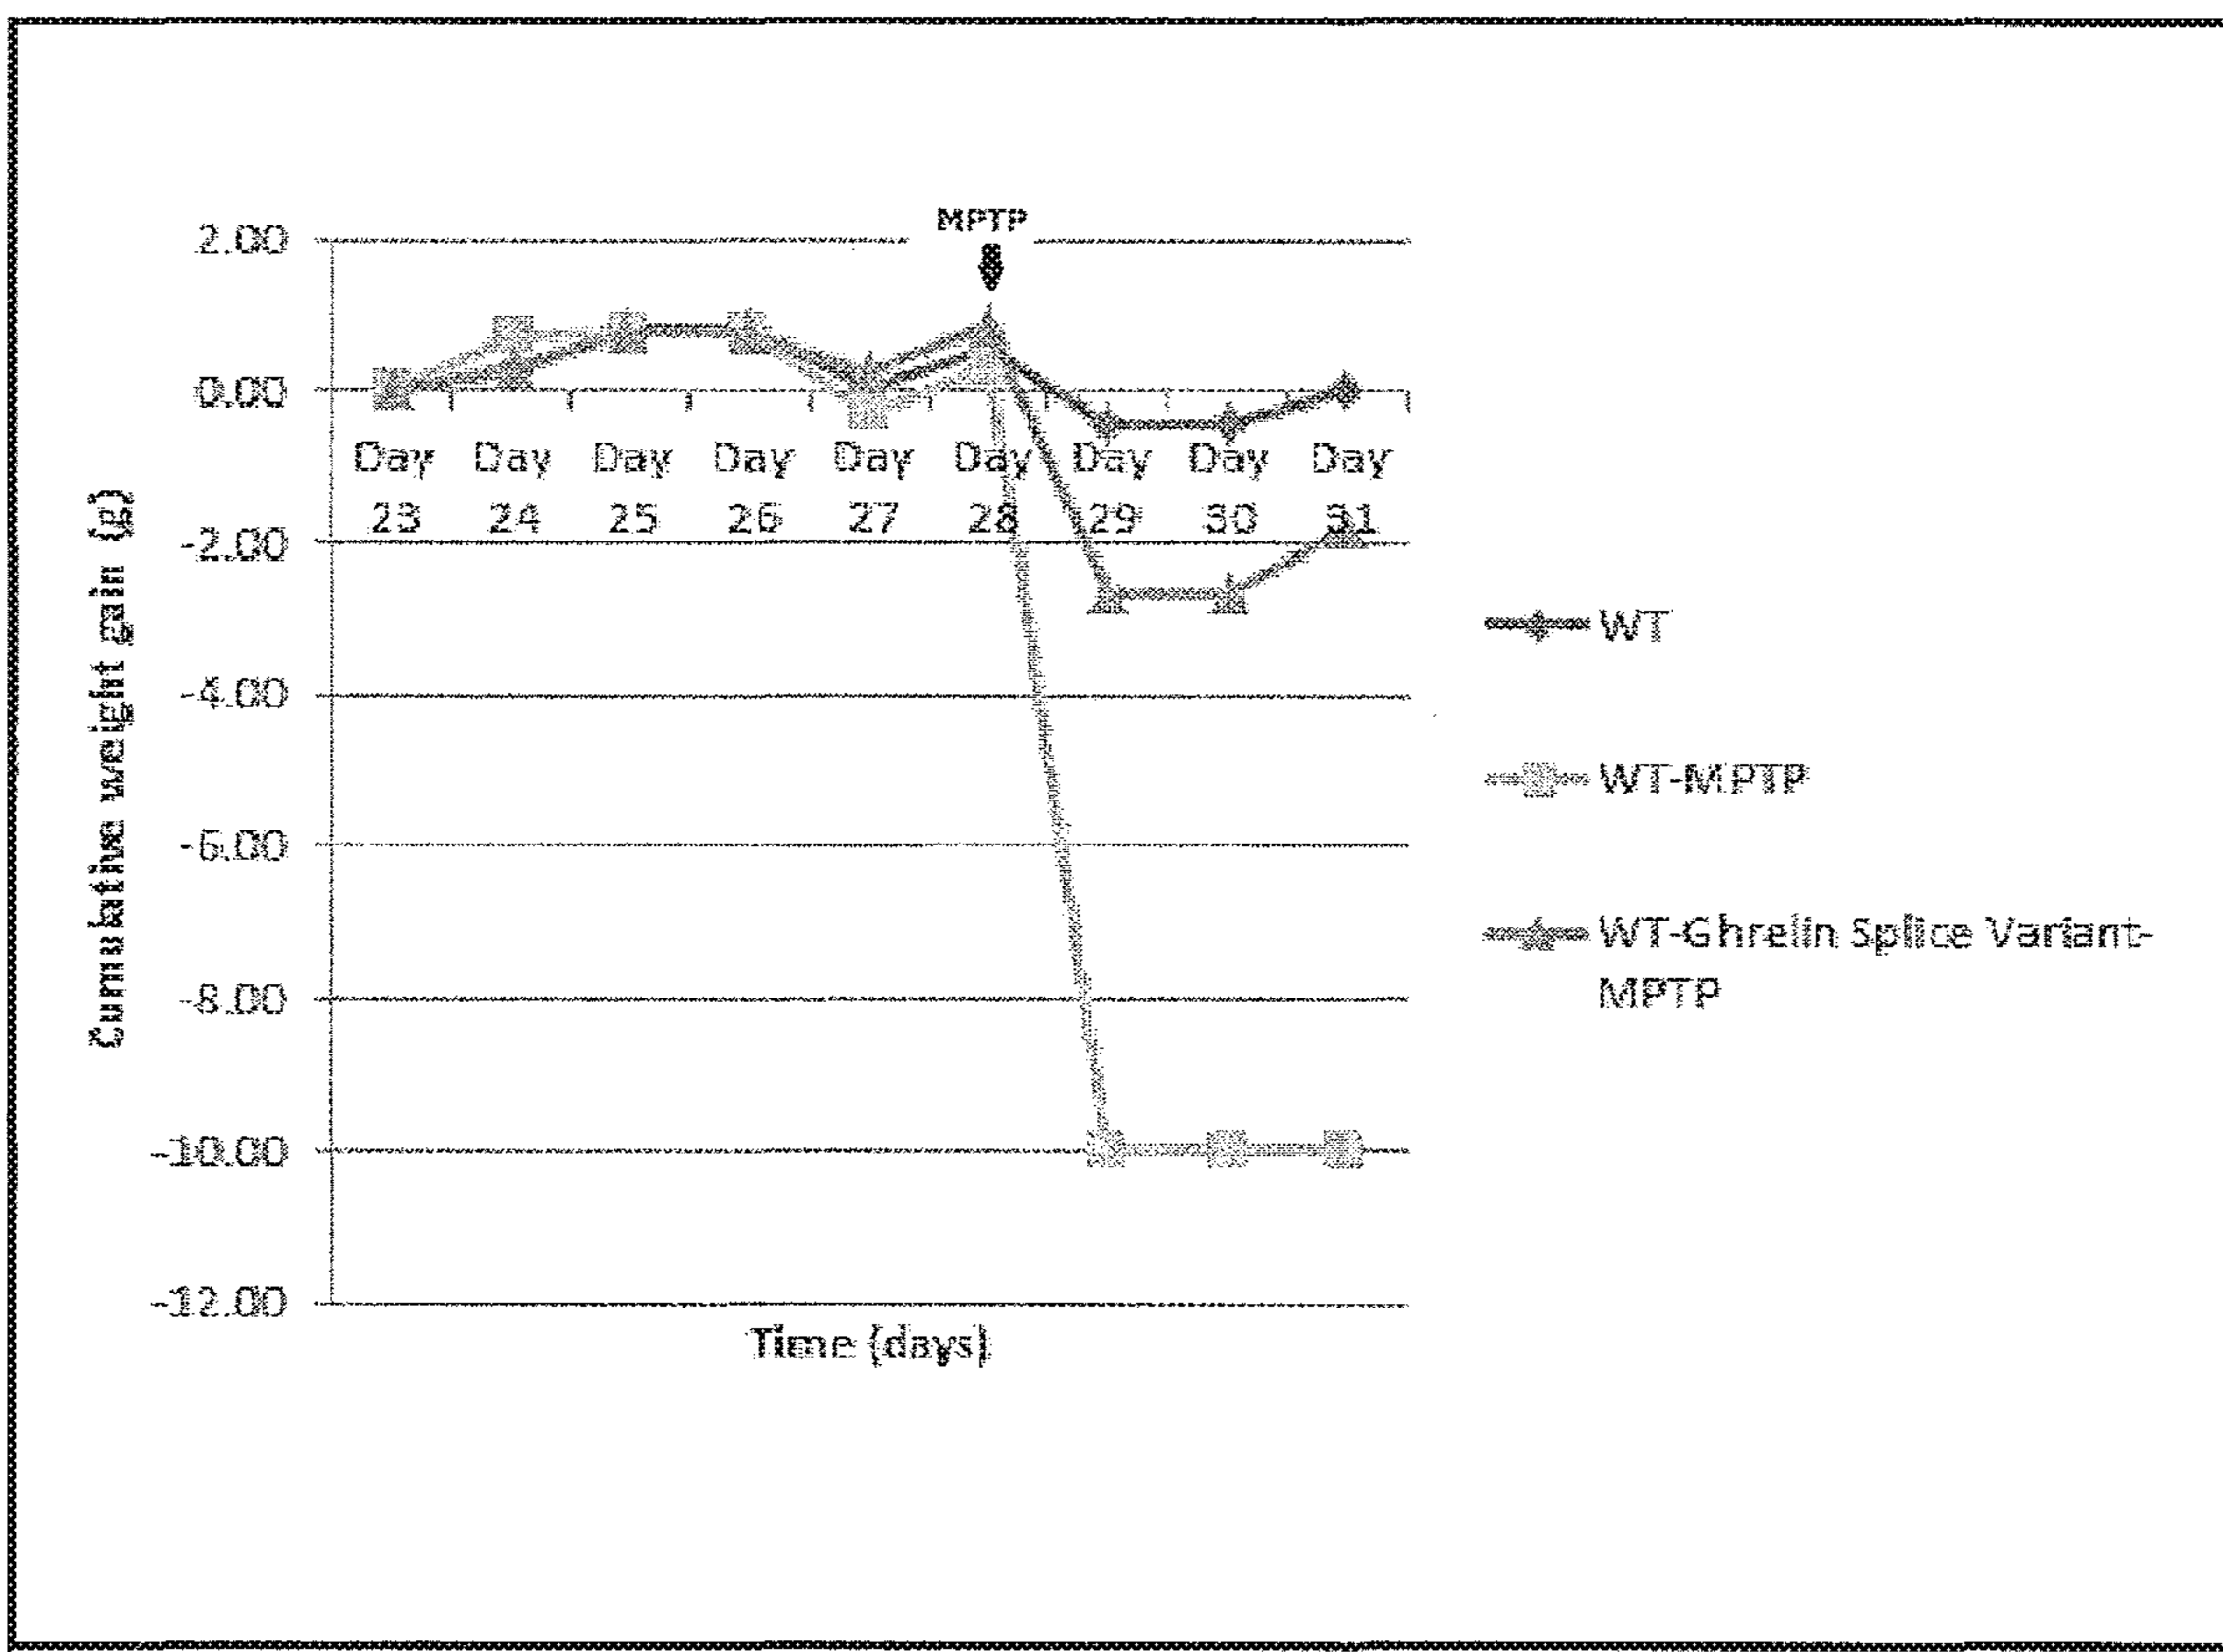 MPTP
2.00
0.00
-2.00
-4.00
-6.00
-8.00
-10.00
-12.00
Day Day Day Day Day Day Day Day Day
23 24 25 26 27 28 29 30 31
Cumulative weight gain (g)
Time (days)
WT
WT-MPTP
WT-Ghrelin Splice Variant-
MPTP